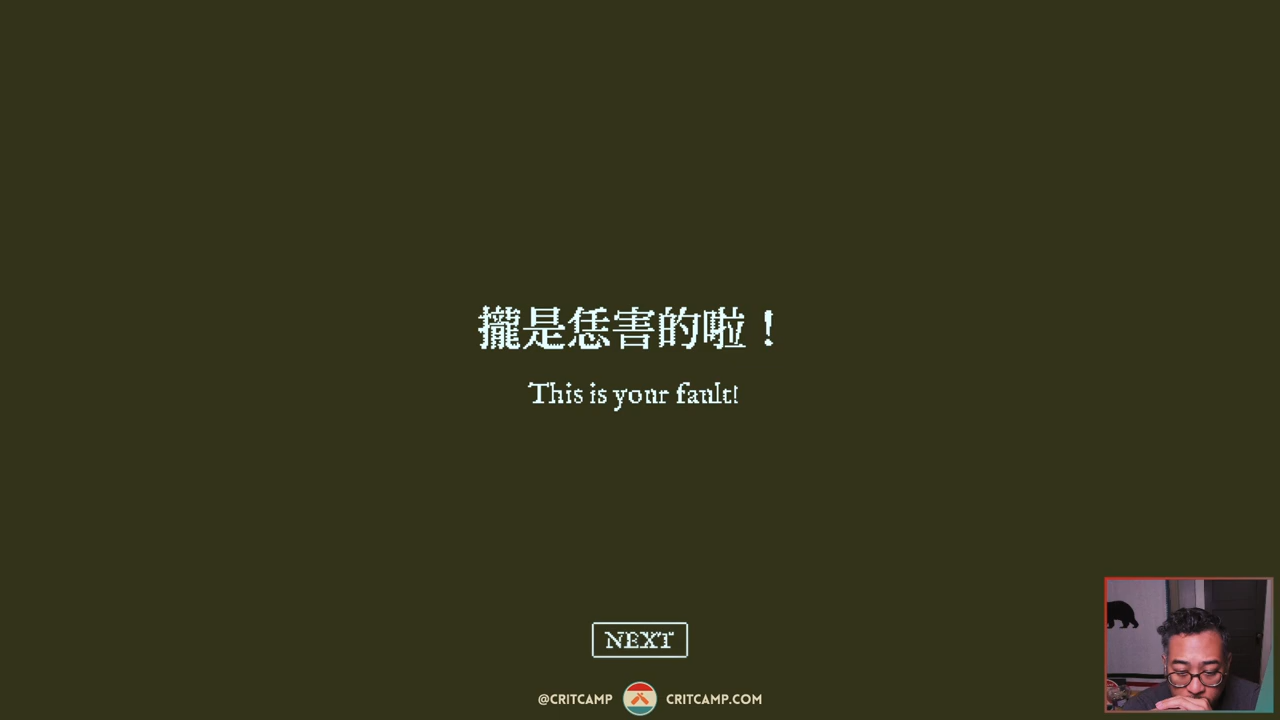 攏是恁害的啦！
This is your fault!
NEXT
@CRITCAMP CRITCAMP.COM